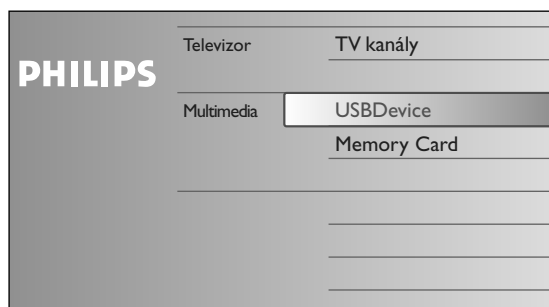 PHILIPS
Televizor TV kanály
Multimedia USBDevice
Memory Card